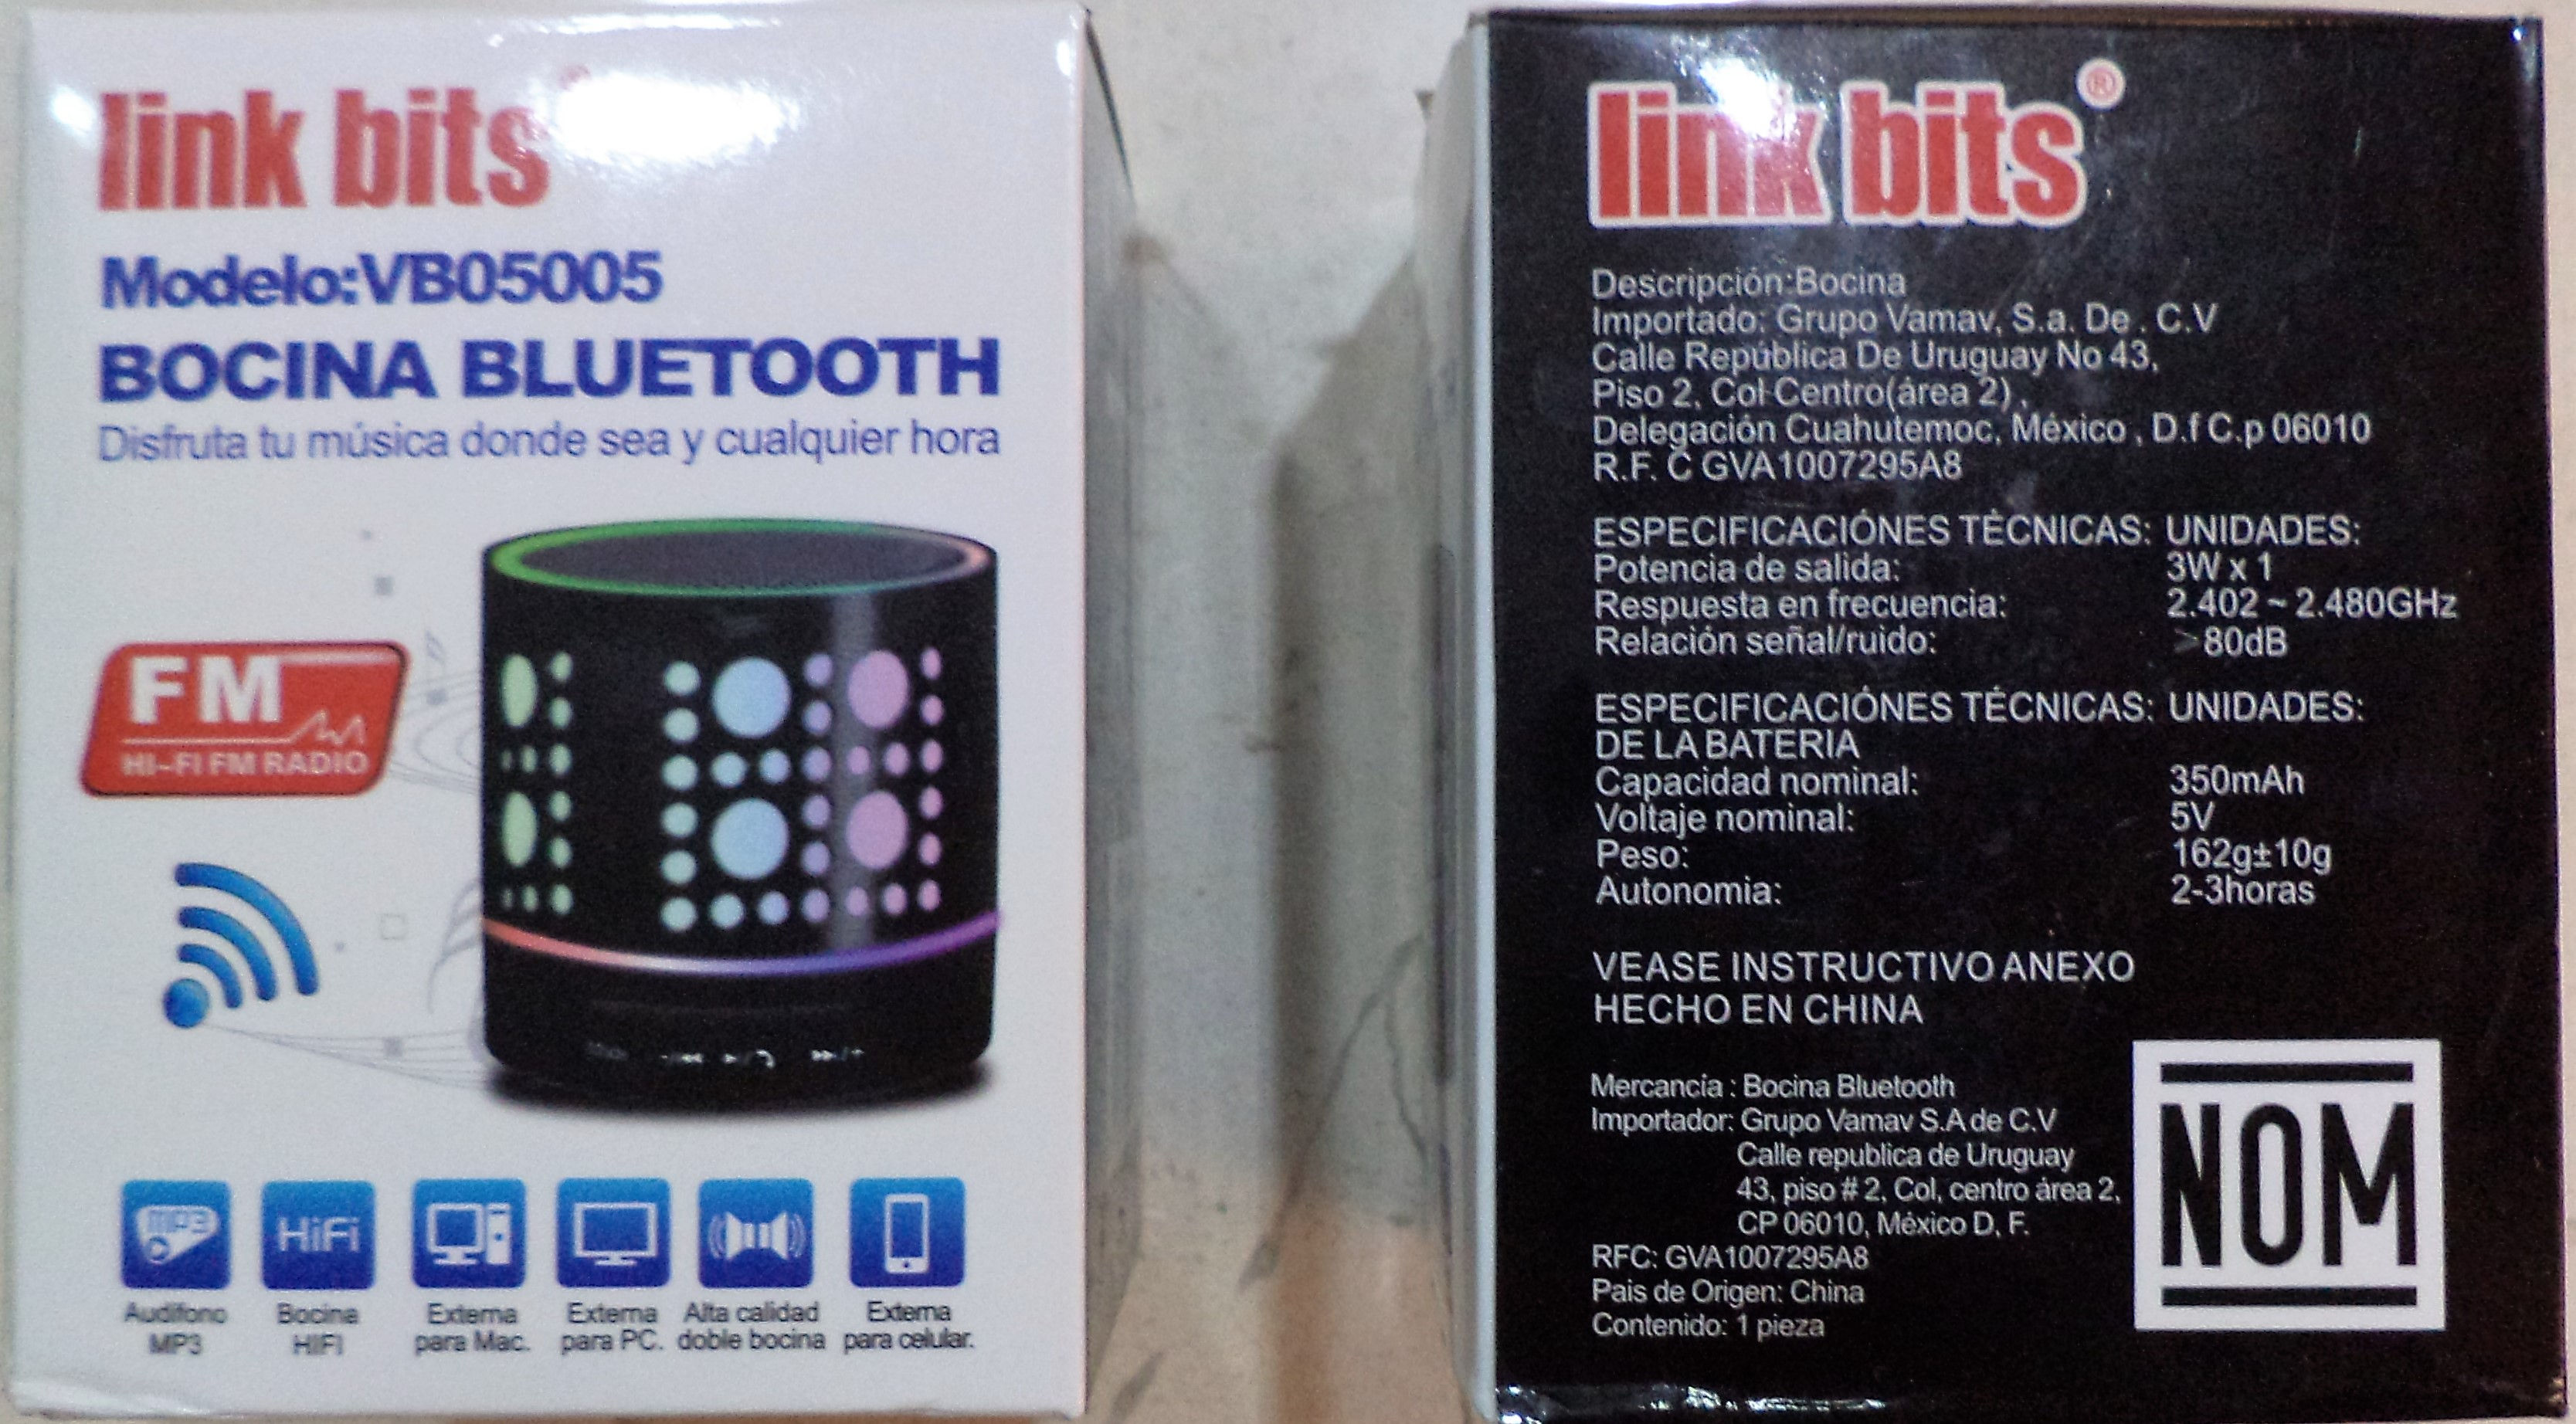 link bits®
Modelo:VB05005
BOCINA BLUETOOTH
Disfruta tu música donde sea y cualquier hora
FM
HI-FI FM RADIO
MP3
HiFi
Audifono
MP3
Bocina
HIFI
Externa
para Mac.
Externa
para PC.
Alta calidad
doble bocina
Externa
para celular.
link bits®
Descripción:Bocina
Importado: Grupo Vamav, S.a. De . C.V
Calle República De Uruguay No 43,
Piso 2, Col·Centro(área 2) ,
Delegación Cuahutemoc, México , D.f C.p 06010
R.F. C GVA1007295A8
ESPECIFICACIÓNES TÈCNICAS: UNIDADES:
Potencia de salida: 3W x 1
Respuesta en frecuencia: 2.402 ~ 2.480GHz
Relación señal/ruido: >80dB
ESPECIFICACIÓNES TÉCNICAS: UNIDADES:
DE LA BATERIA
Capacidad nominal: 350mAh
Voltaje nominal: 5V
Peso: 162g±10g
Autonomia: 2-3horas
VEASE INSTRUCTIVO ANEXO
HECHO EN CHINA
Mercancía : Bocina Bluetooth
Importador: Grupo Vamav S.A de C.V
Calle republica de Uruguay
43, piso # 2, Col, centro área 2,
CP 06010, México D, F.
RFC: GVA1007295A8
Pais de Origen: China
Contenido: 1 pieza
NOM